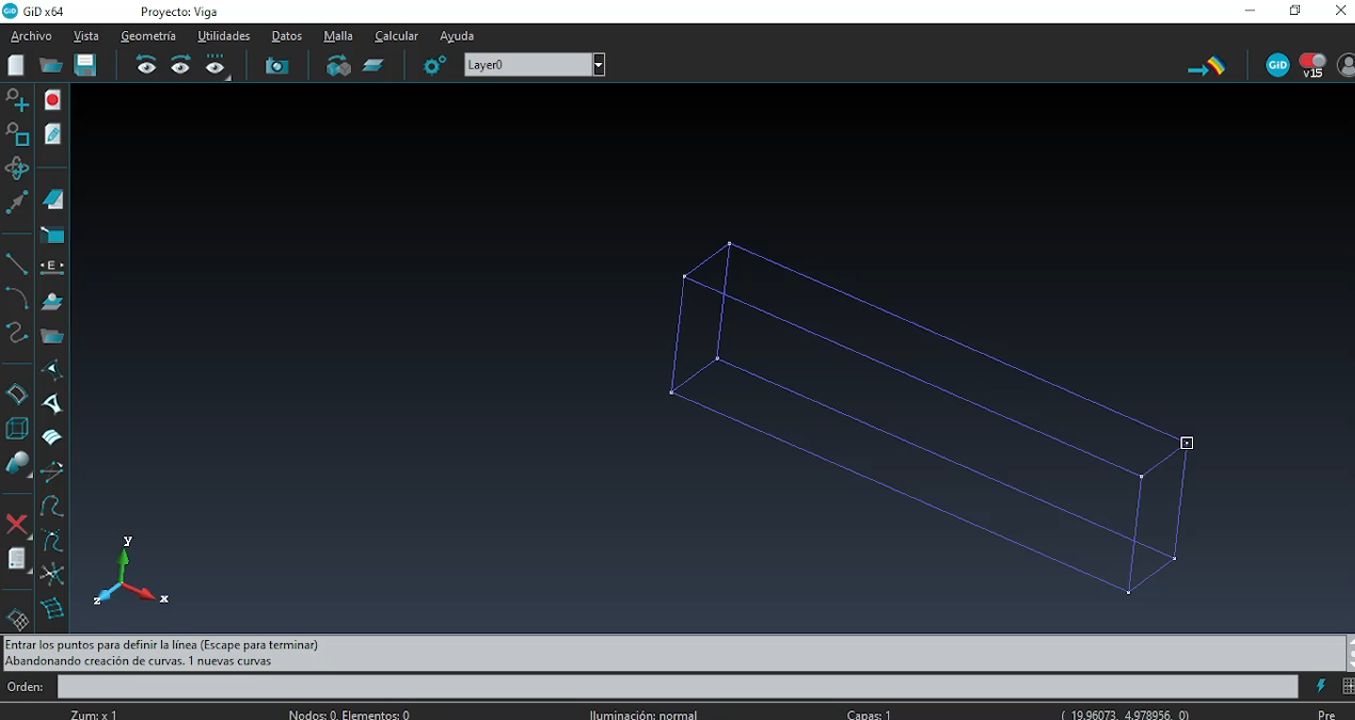 GiD x64 Proyecto: Viga
Archivo Vista Geometría Utilidades Datos Malla Calcular Ayuda
Layer0
GiD
v15
E
y
z
x
Entrar los puntos para definir la línea (Escape para terminar)
Abandonando creación de curvas. 1 nuevas curvas
Orden:
Zum: x 1 Nodos: 0, Elementos: 0 Iluminación: normal Capas: 1 ( 19.96073, 4.978956, 0) Pre